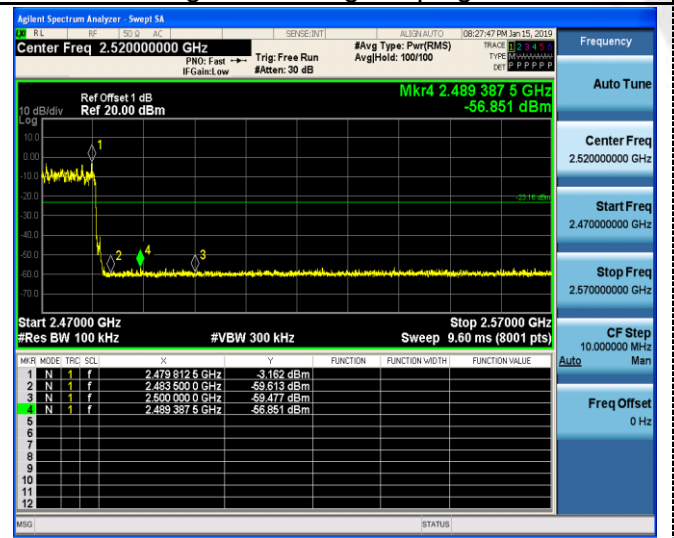 Agilent Spectrum Analyzer - Swept SA
RL RF 50 Ω AC SENSE:INT ALIGN AUTO 08:27:47 PM Jan 15, 2019
Center Freq 2.520000000 GHz #Avg Type: Pwr(RMS) TRACE 1 2 3 4 5 6
PNO: Fast Trig: Free Run Avg|Hold: 100/100 TYPE M
IFGain:Low #Atten: 30 dB DET P P P P P P
Frequency
Ref Offset 1 dB Mkr4 2.489 387 5 GHz
10 dB/div Ref 20.00 dBm -56.851 dBm
Log
10.0
0.00
-10.0
-20.0
-30.0
-40.0
-50.0
-60.0
-70.0
1
2
4
3
-23.16 dBm
Start 2.47000 GHz Stop 2.57000 GHz
#Res BW 100 kHz #VBW 300 kHz Sweep 9.60 ms (8001 pts)
MKR MODE TRC SCL X Y FUNCTION FUNCTION WIDTH FUNCTION VALUE
1 N 1 f 2.479 812 5 GHz -3.162 dBm
2 N 1 f 2.483 500 0 GHz -59.613 dBm
3 N 1 f 2.500 000 0 GHz -59.477 dBm
4 N 1 f 2.489 387 5 GHz -56.851 dBm
5
6
7
8
9
10
11
12
MSG STATUS
Auto Tune
Center Freq
2.520000000 GHz
Start Freq
2.470000000 GHz
Stop Freq
2.570000000 GHz
CF Step
10.000000 MHz
Auto Man
Freq Offset
0 Hz